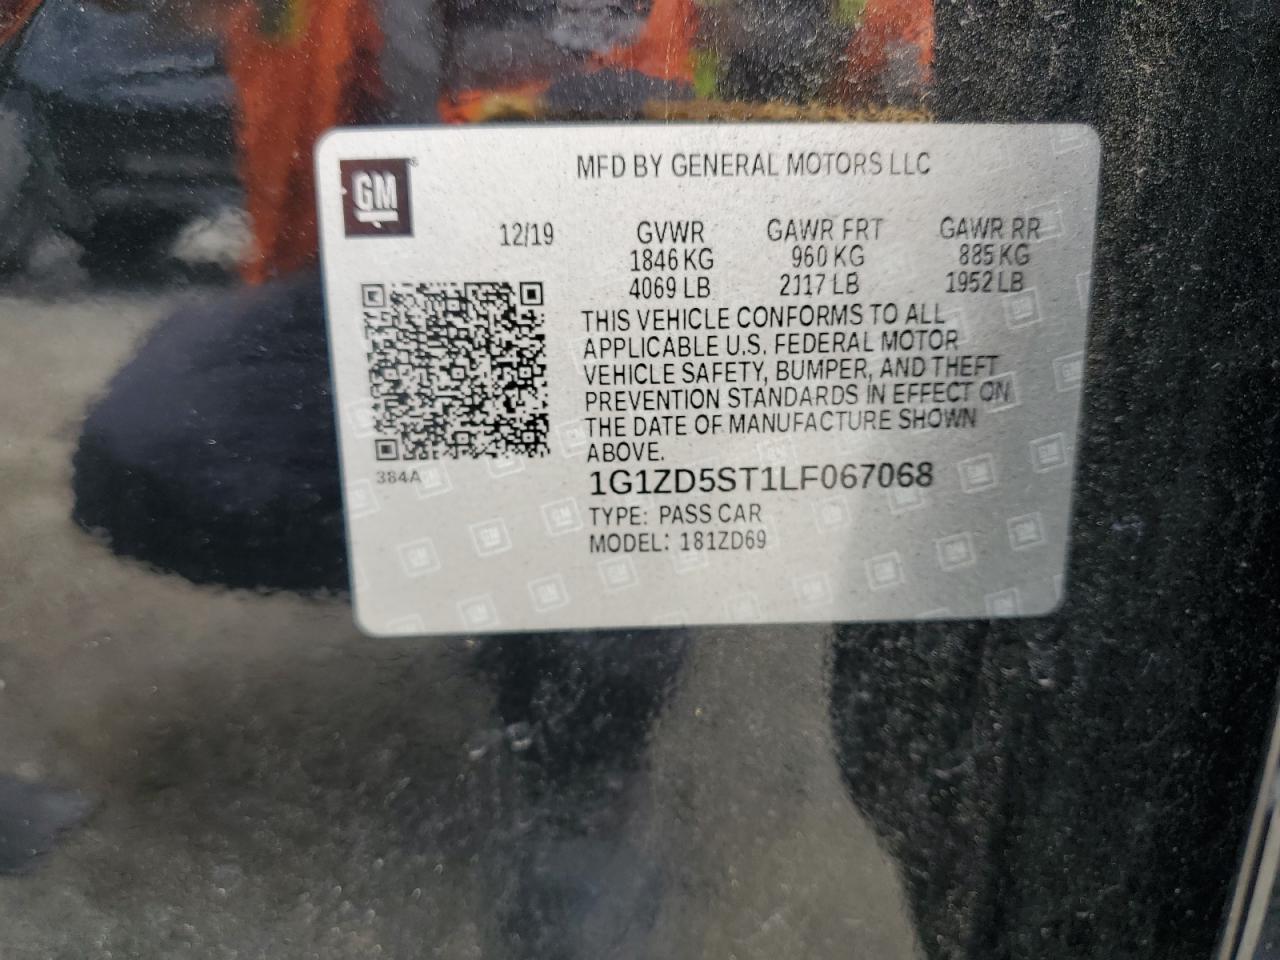 GM
MFD BY GENERAL MOTORS LLC
12/19 GVWR GAWR FRT GAWR RR
1846 KG 960 KG 885 KG
4069 LB 2117 LB 1952 LB
THIS VEHICLE CONFORMS TO ALL
APPLICABLE U.S. FEDERAL MOTOR
VEHICLE SAFETY, BUMPER, AND THEFT
PREVENTION STANDARDS IN EFFECT ON
THE DATE OF MANUFACTURE SHOWN
ABOVE.
384A
1G1ZD5ST1LF067068
TYPE: PASS CAR
MODEL: 181ZD69